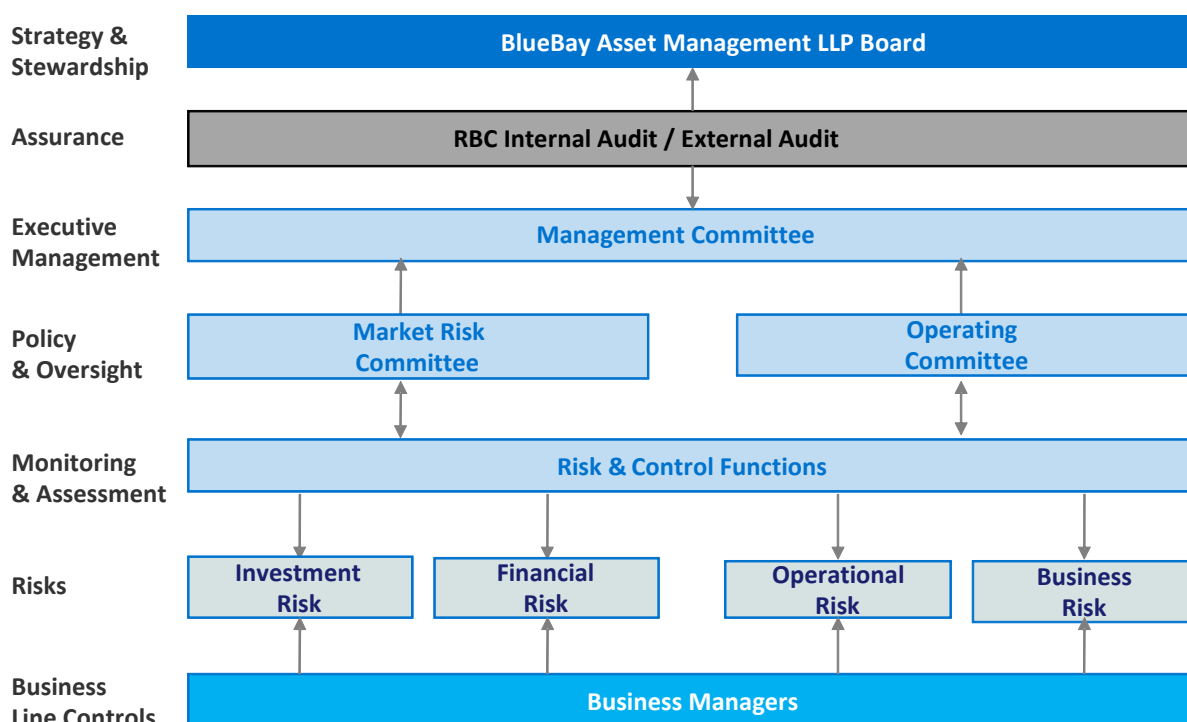 Strategy &
Stewardship
BlueBay Asset Management LLP Board
Assurance
RBC Internal Audit / External Audit
Executive
Management
Management Committee
Policy
& Oversight
Market Risk
Committee
Operating
Committee
Monitoring
& Assessment
Risk & Control Functions
Risks
Investment
Risk
Financial
Risk
Operational
Risk
Business
Risk
Business
Line Controls
Business Managers